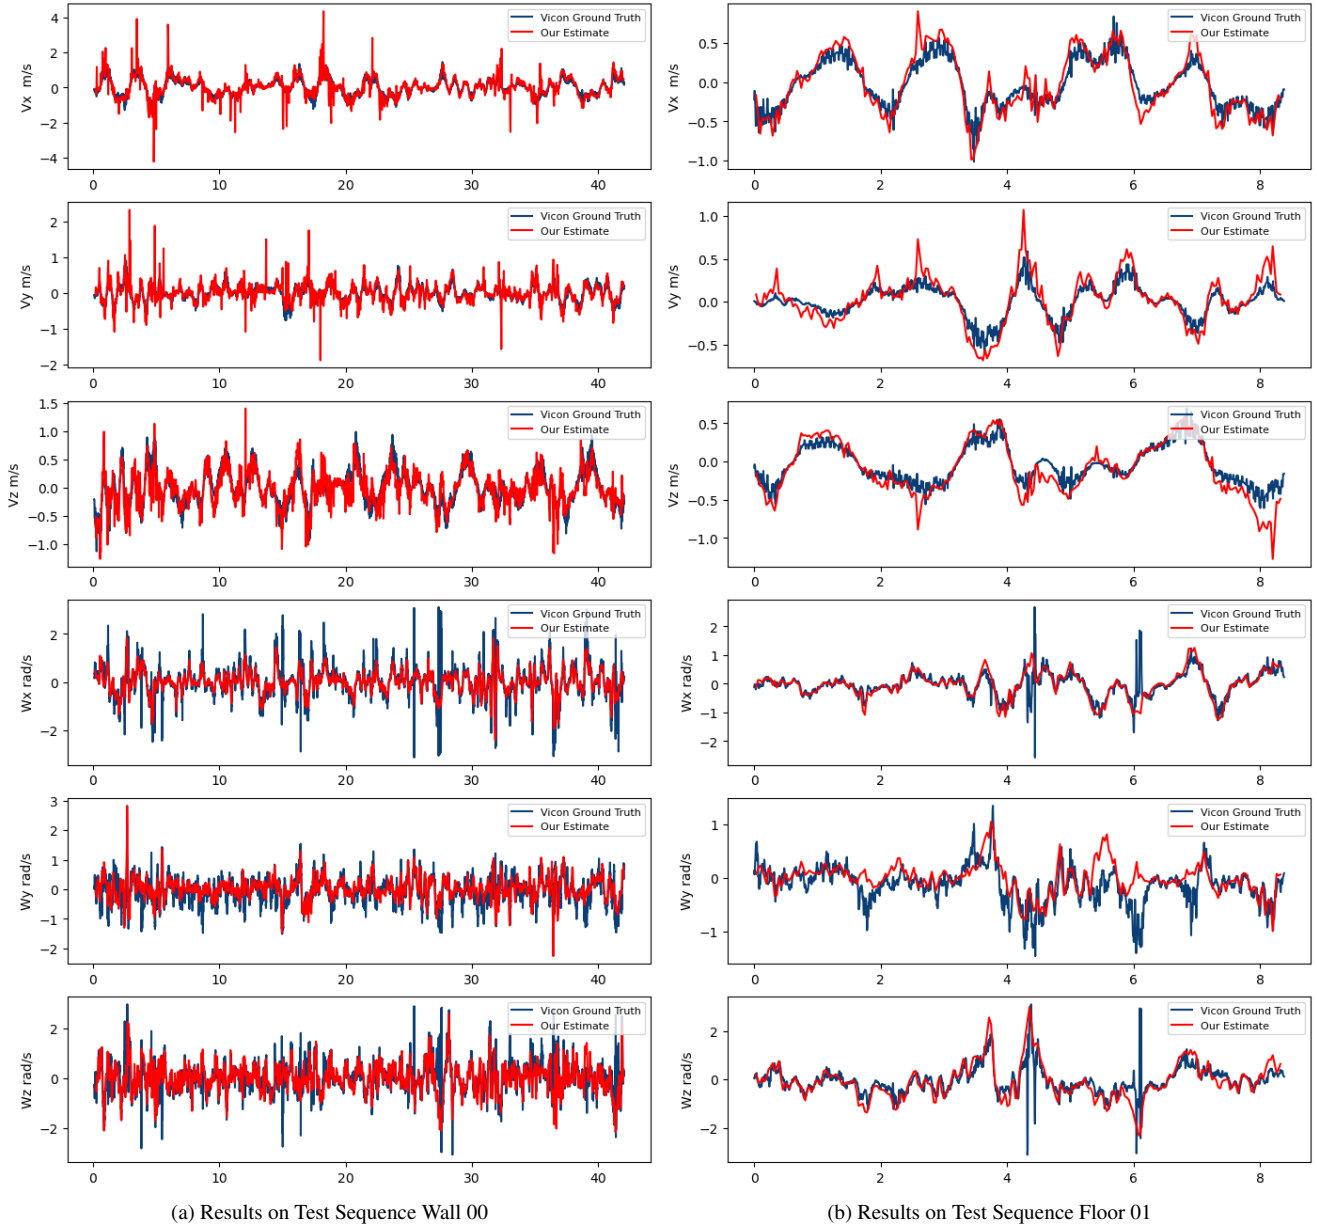 4
2
0
−2
−4
Vx m/s
Vicon Ground Truth
Our Estimate
0 10 20 30 40
2
1
0
−1
−2
Vy m/s
Vicon Ground Truth
Our Estimate
0 10 20 30 40
1.5
1.0
0.5
0.0
−0.5
−1.0
Vz m/s
Vicon Ground Truth
Our Estimate
0 10 20 30 40
2
0
−2
Wx rad/s
Vicon Ground Truth
Our Estimate
0 10 20 30 40
3
2
1
0
−1
−2
Wy rad/s
Vicon Ground Truth
Our Estimate
0 10 20 30 40
2
0
−2
Wz rad/s
Vicon Ground Truth
Our Estimate
0 10 20 30 40
(a) Results on Test Sequence Wall 00
0.5
0.0
−0.5
−1.0
Vx m/s
Vicon Ground Truth
Our Estimate
0 2 4 6 8
1.0
0.5
0.0
−0.5
Vy m/s
Vicon Ground Truth
Our Estimate
0 2 4 6 8
0.5
0.0
−0.5
−1.0
Vz m/s
Vicon Ground Truth
Our Estimate
0 2 4 6 8
2
1
0
−1
−2
Wx rad/s
Vicon Ground Truth
Our Estimate
0 2 4 6 8
1
0
−1
Wy rad/s
Vicon Ground Truth
Our Estimate
0 2 4 6 8
2
0
−2
Wz rad/s
Vicon Ground Truth
Our Estimate
0 2 4 6 8
(b) Results on Test Sequence Floor 01